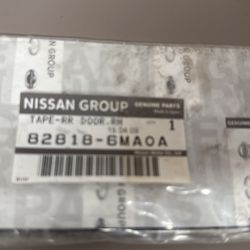 NISSAN GROUP GENUINE PARTS
TAPE-RR DOOR,RH
1
82818-6MA0A